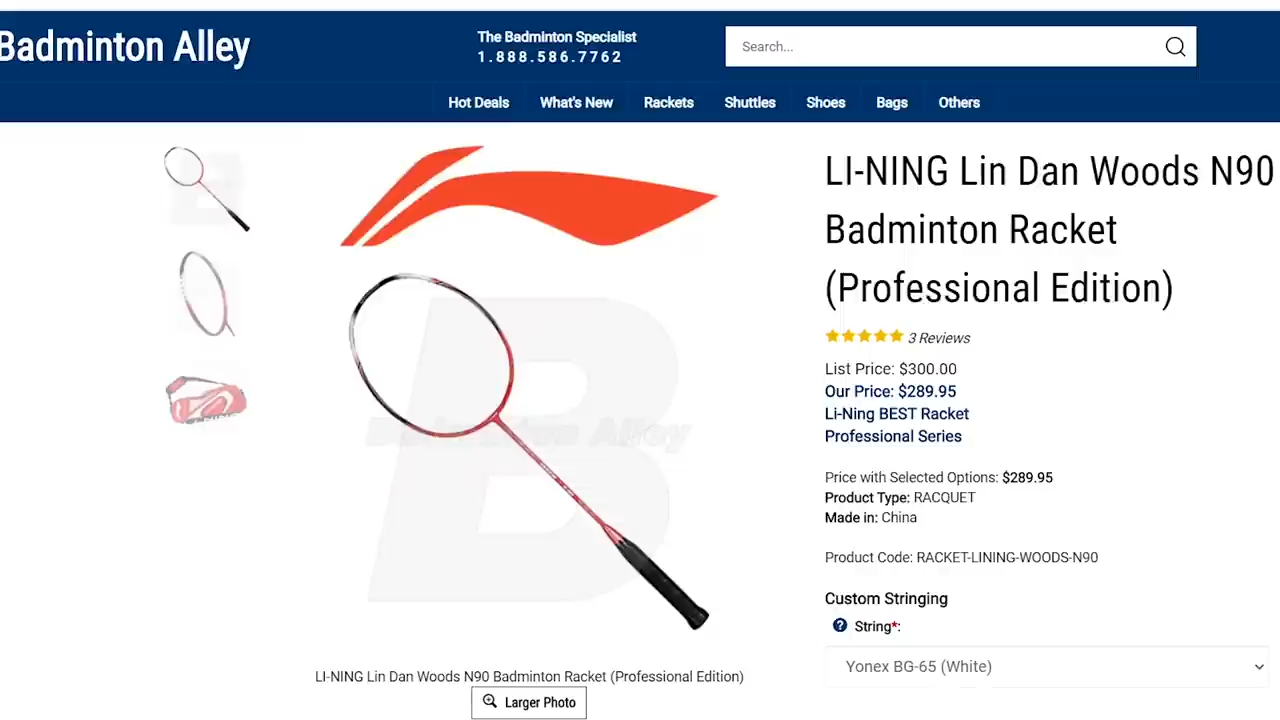 Badminton Alley
The Badminton Specialist
1.888.586.7762
Search...
Hot Deals
What's New
Rackets
Shuttles
Shoes
Bags
Others
LI-NING Lin Dan Woods N90
Badminton Racket
(Professional Edition)
3 Reviews
List Price: $300.00
Our Price: $289.95
Li-Ning BEST Racket
Professional Series
Price with Selected Options: $289.95
Product Type: RACQUET
Made in: China
Product Code: RACKET-LINING-WOODS-N90
Custom Stringing
? String*:
Yonex BG-65 (White)
B
Badminton Alley
LI-NING Lin Dan Woods N90 Badminton Racket (Professional Edition)
Larger Photo